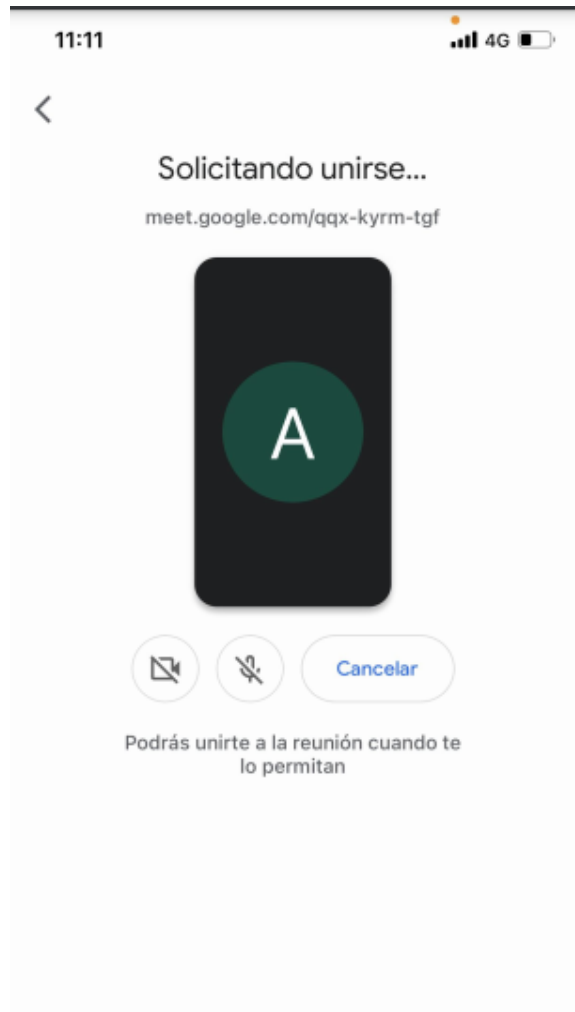 11:11
4G
Solicitando unirse...
meet.google.com/qqx-kyrm-tgf
A
Cancelar
Podrás unirte a la reunión cuando te
lo permitan